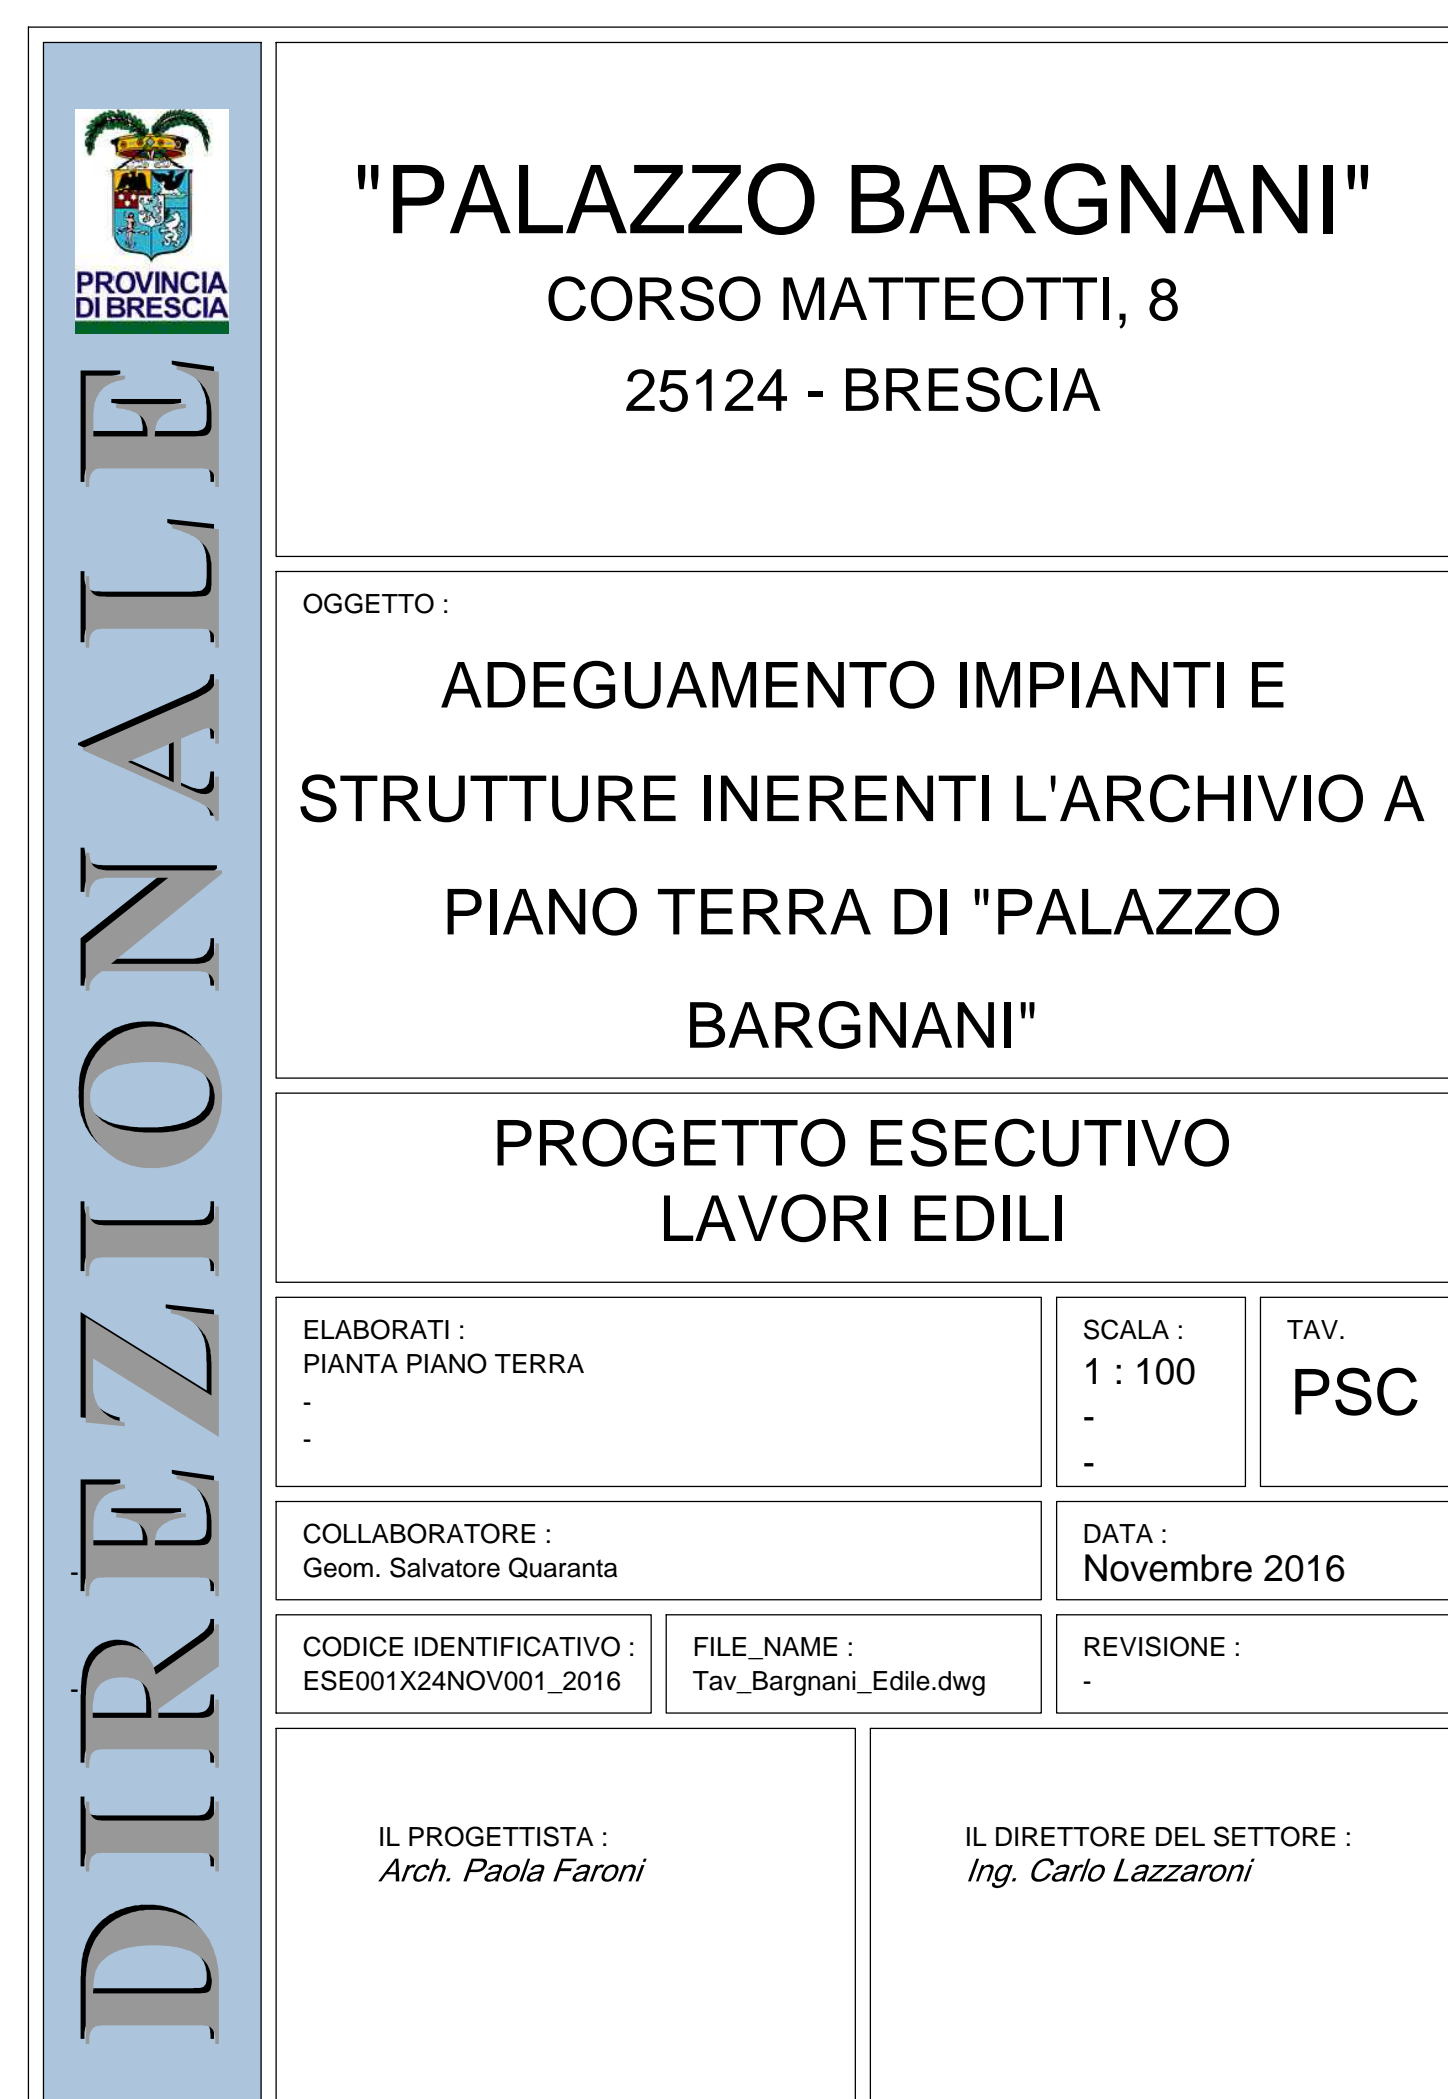 PROVINCIA
DI BRESCIA
DIREZIONALE
"PALAZZO BARGNANI"
CORSO MATTEOTTI, 8
25124 - BRESCIA
OGGETTO :
ADEGUAMENTO IMPIANTI E
STRUTTURE INERENTI L'ARCHIVIO A
PIANO TERRA DI "PALAZZO
BARGNANI"
PROGETTO ESECUTIVO
LAVORI EDILI
ELABORATI :
PIANTA PIANO TERRA
-
-
SCALA :
1 : 100
-
-
TAV.
PSC
COLLABORATORE :
Geom. Salvatore Quaranta
DATA :
Novembre 2016
CODICE IDENTIFICATIVO :
ESE001X24NOV001_2016
FILE_NAME :
Tav_Bargnani_Edile.dwg
REVISIONE :
-
IL PROGETTISTA :
Arch. Paola Faroni
IL DIRETTORE DEL SETTORE :
Ing. Carlo Lazzaroni